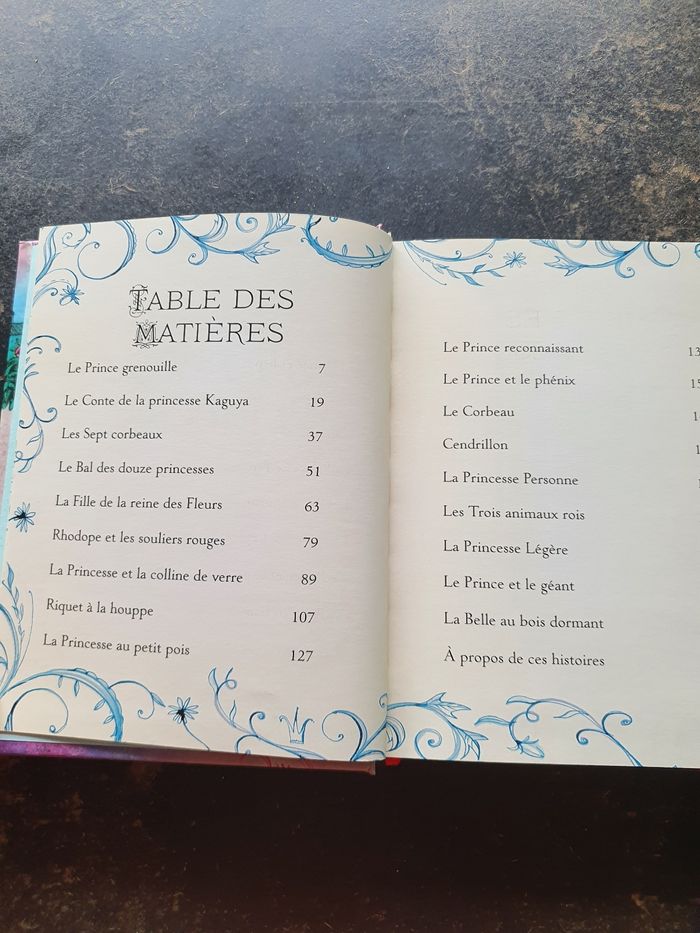 TABLE DES
MATIÈRES
Le Prince grenouille 7
Le Conte de la princesse Kaguya 19
Les Sept corbeaux 37
Le Bal des douze princesses 51
La Fille de la reine des Fleurs 63
Rhodope et les souliers rouges 79
La Princesse et la colline de verre 89
Riquet à la houppe 107
La Princesse au petit pois 127
Le Prince reconnaissant
Le Prince et le phénix
Le Corbeau
Cendrillon
La Princesse Personne
Les Trois animaux rois
La Princesse Légère
Le Prince et le géant
La Belle au bois dormant
À propos de ces histoires